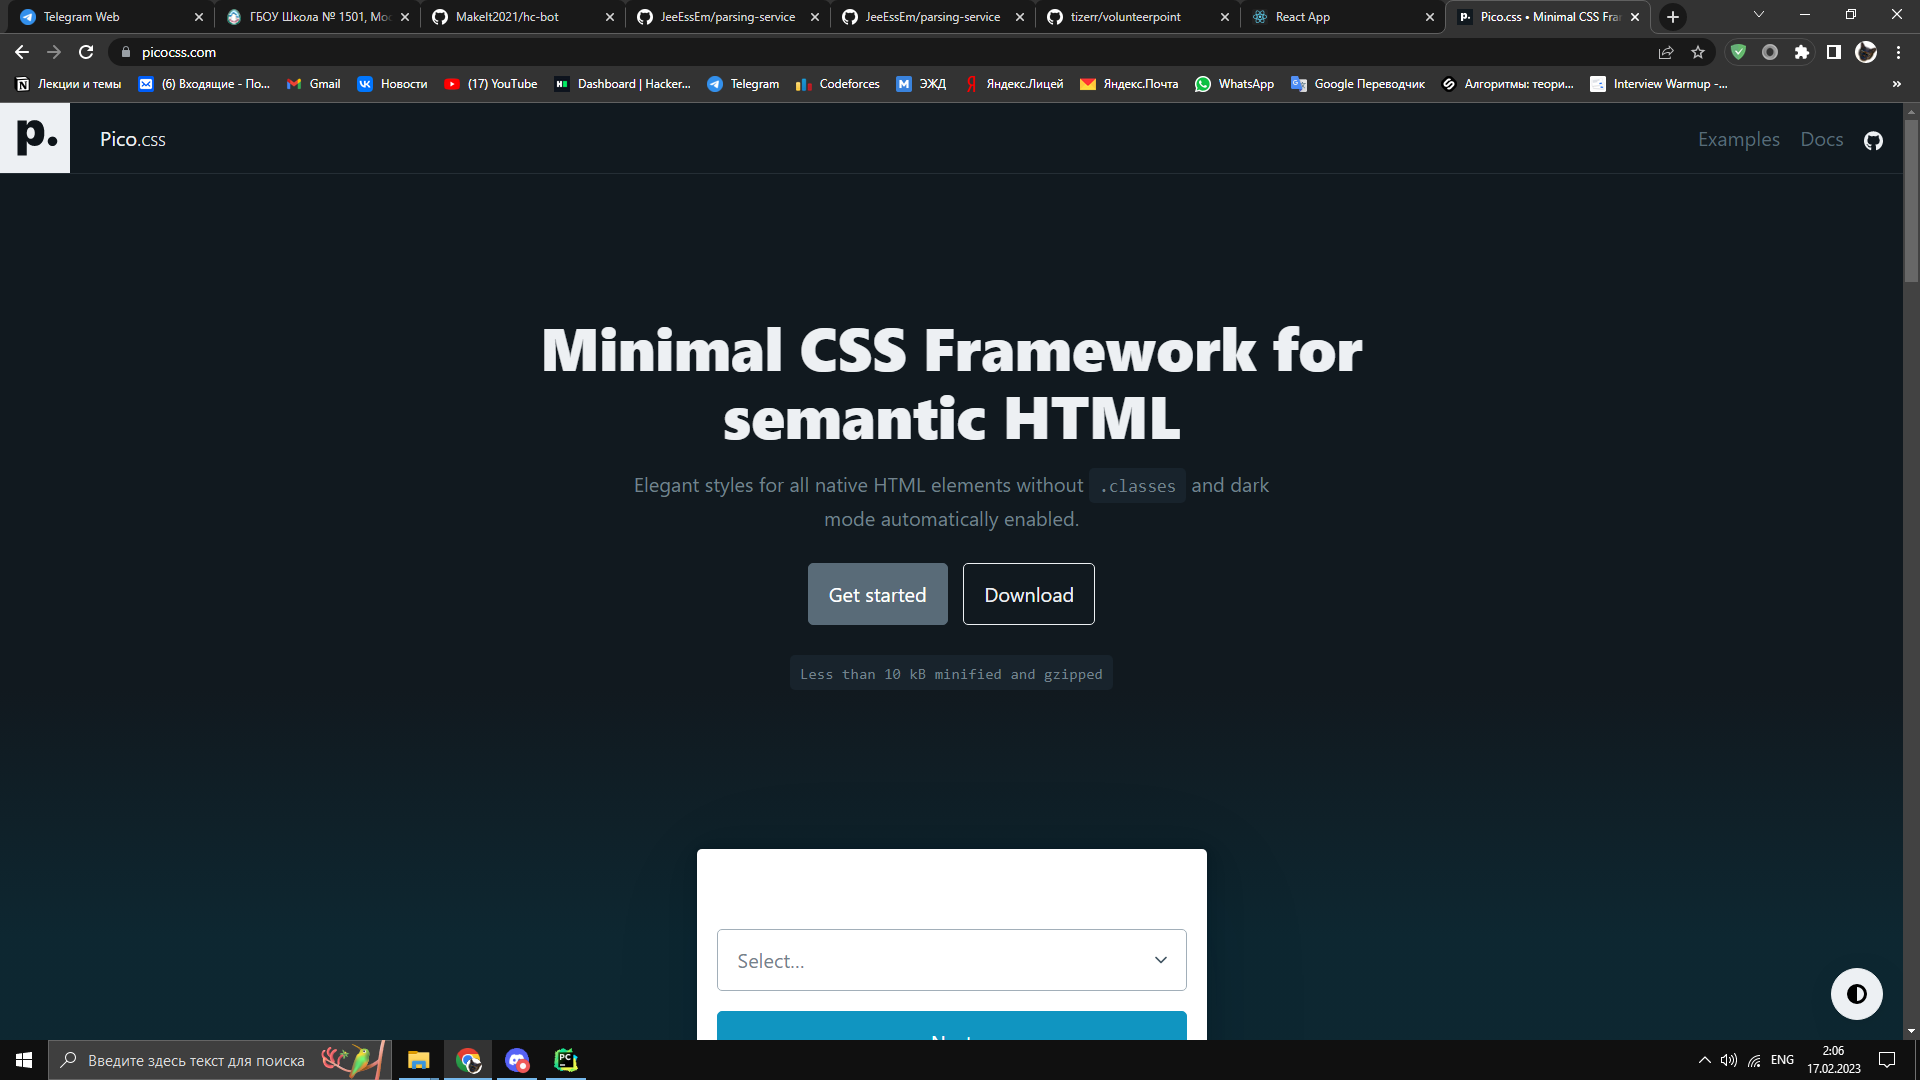 Telegram Web
ГБОУ Школа № 1501, Мос
MakeIt2021/hc-bot
JeeEssEm/parsing-service
JeeEssEm/parsing-service
tizerr/volunteerpoint
React App
Pico.css • Minimal CSS Fra
picocss.com
Лекции и темы
(6) Входящие - По...
Gmail
Новости
(17) YouTube
Dashboard | Hacker...
Telegram
Codeforces
ЭЖД
Яндекс.Лицей
Яндекс.Почта
WhatsApp
Google Переводчик
Алгоритмы: теори...
Interview Warmup -...
»
p.
Pico.css
Examples
Docs
Minimal CSS Framework for
semantic HTML
Elegant styles for all native HTML elements without .classes and dark
mode automatically enabled.
Get started
Download
Less than 10 kB minified and gzipped
Select...
Введите здесь текст для поиска
ENG
2:06
17.02.2023